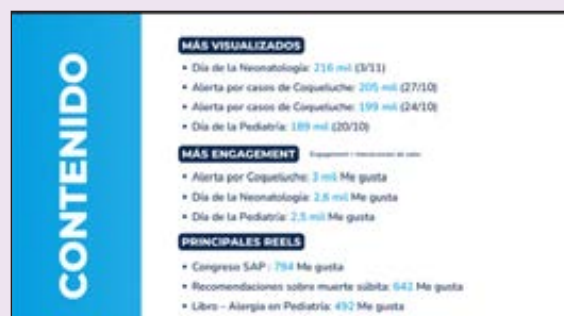 CONTENIDO
MÁS VISUALIZADOS
• Día de la Neonatología: 216 mil (3/11)
• Alerta por casos de Coqueluche: 205 mil (27/10)
• Alerta por casos de Coqueluche: 199 mil (24/10)
• Día de la Pediatría: 189 mil (20/10)
MÁS ENGAGEMENT
• Alerta por Coqueluche: 3 mil Me gusta
• Día de la Neonatología: 2,8 mil Me gusta
• Día de la Pediatría: 2,5 mil Me gusta
PRINCIPALES REELS
• Congreso SAP : 794 Me gusta
• Recomendaciones sobre muerte súbita: 642 Me gusta
• Libro – Alergia en Pediatría: 492 Me gusta